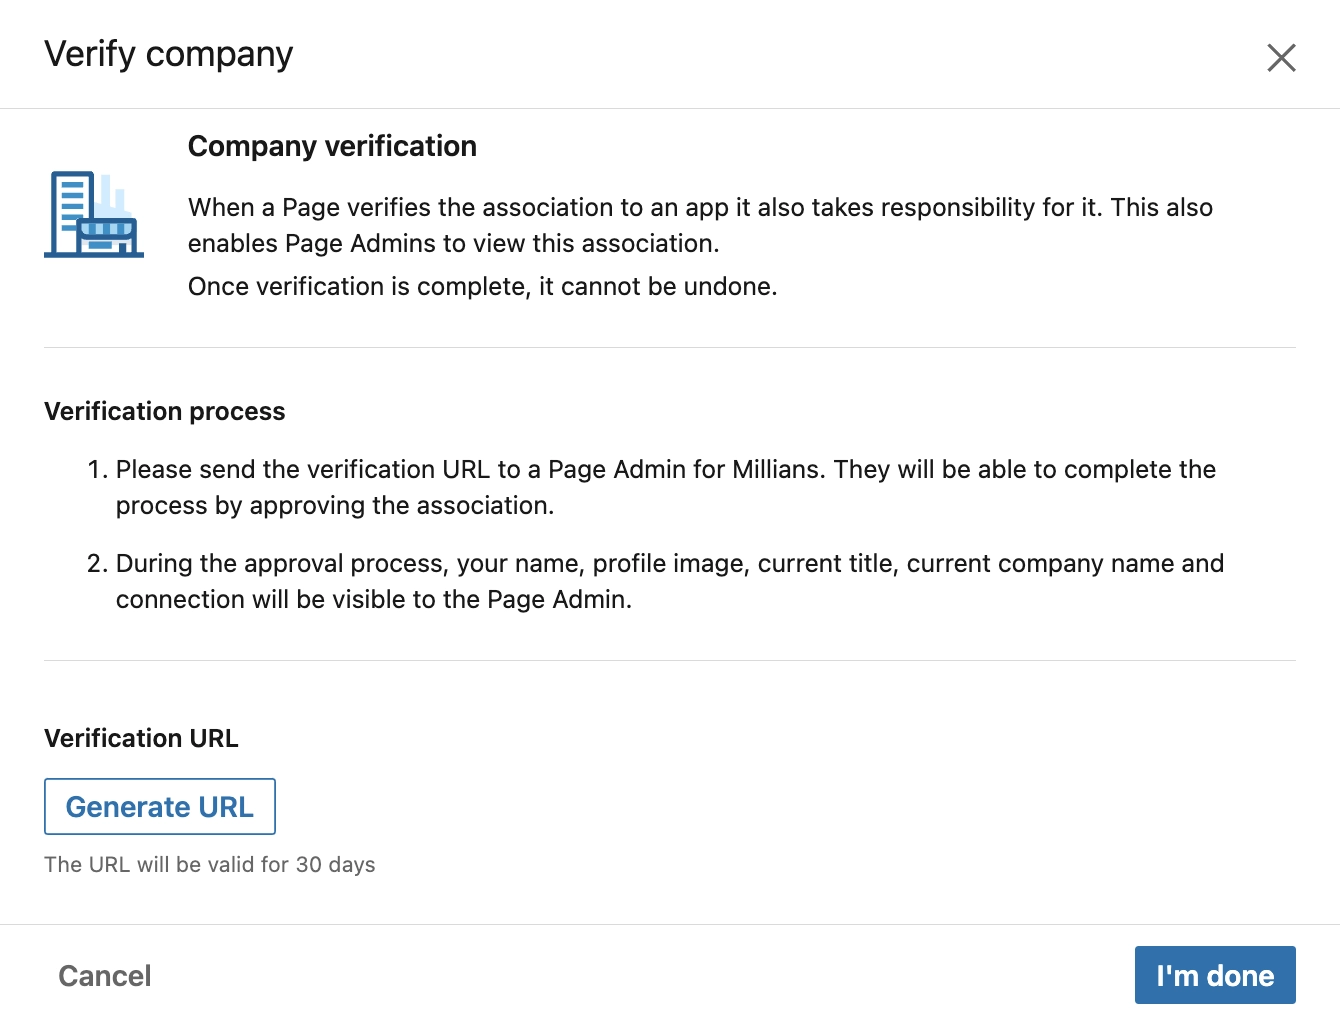 Verify company
Company verification
When a Page verifies the association to an app it also takes responsibility for it. This also
enables Page Admins to view this association.
Once verification is complete, it cannot be undone.
Verification process
1. Please send the verification URL to a Page Admin for Millians. They will be able to complete the
process by approving the association.
2. During the approval process, your name, profile image, current title, current company name and
connection will be visible to the Page Admin.
Verification URL
Generate URL
The URL will be valid for 30 days
Cancel
I'm done